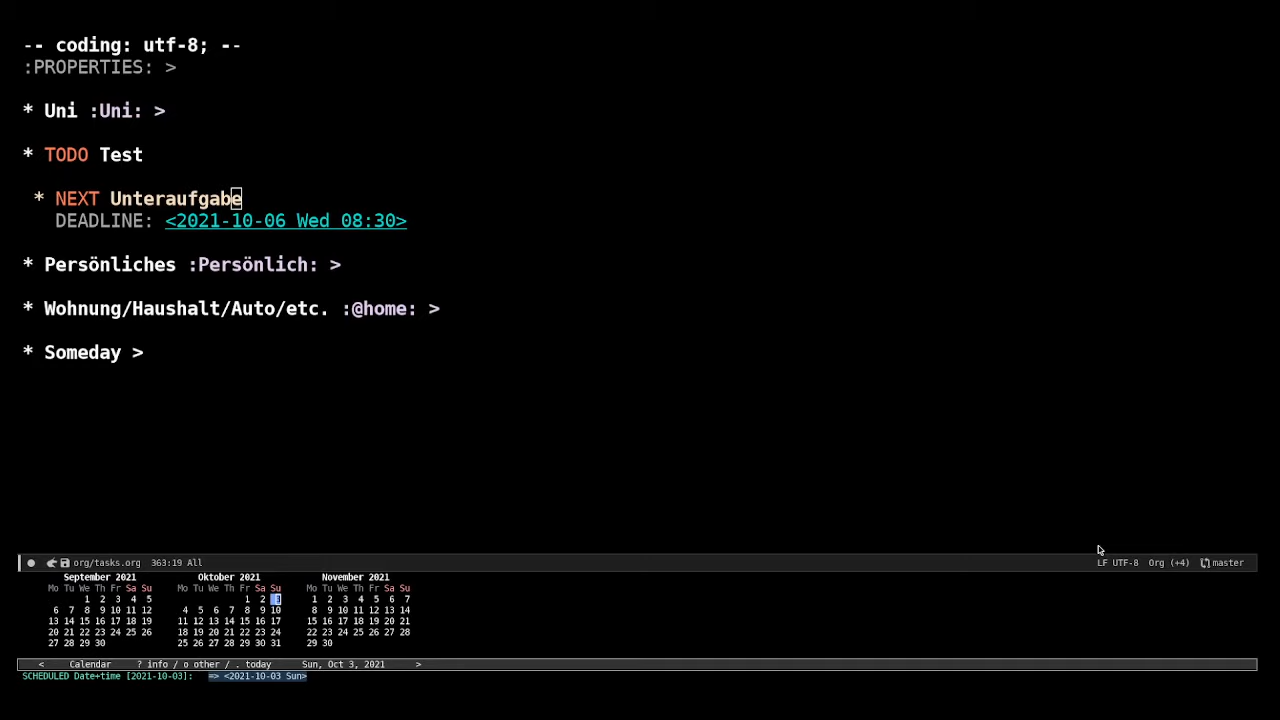 -- coding: utf-8; --
:PROPERTIES: >
* Uni :Uni: >
* TODO Test
* NEXT Unteraufgabe
DEADLINE: <2021-10-06 Wed 08:30>
* Persönliches :Persönlich: >
* Wohnung/Haushalt/Auto/etc. :@home: >
* Someday >
org/tasks.org 363:19 All LF UTF-8 Org (+4) master
September 2021 Oktober 2021 November 2021
Mo Tu We Th Fr Sa Su Mo Tu We Th Fr Sa Su Mo Tu We Th Fr Sa Su
1 2 3 4 5 1 2 3 1 2 3 4 5 6 7
6 7 8 9 10 11 12 4 5 6 7 8 9 10 8 9 10 11 12 13 14
13 14 15 16 17 18 19 11 12 13 14 15 16 17 15 16 17 18 19 20 21
20 21 22 23 24 25 26 18 19 20 21 22 23 24 22 23 24 25 26 27 28
27 28 29 30 25 26 27 28 29 30 31 29 30
< Calendar ? info / o other / . today Sun, Oct 3, 2021 >
SCHEDULED Date+time [2021-10-03]: => <2021-10-03 Sun>